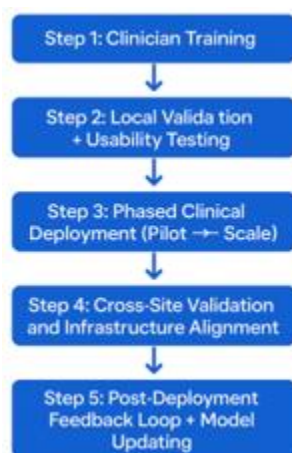 Step 1: Clinician Training
Step 2: Local Valida tion
+ Usability Testing
Step 3: Phased Clinical
Deployment (Pilot → Scale)
Step 4: Cross-Site Validation
and Infrastructure Alignment
Step 5: Post-Deployment
Feedback Loop + Model
Updating